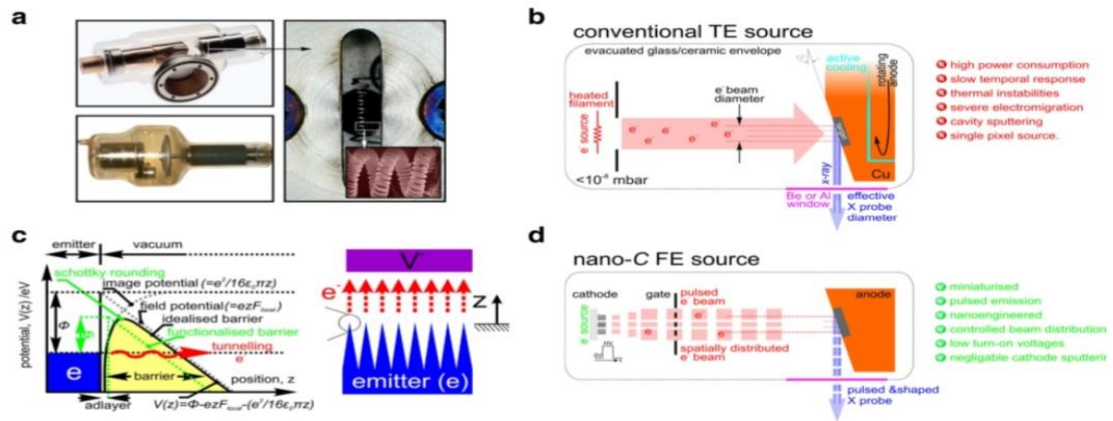 a
b
conventional TE source
evacuated glass/ceramic envelope
active
cooling
rotating
anode
heated
filament
e⁻ source
e⁻ beam
diameter
e⁻
e⁻
e⁻
e⁻
e⁻
Cu
<10⁻⁸ mbar
x-ray
Be or Al
window
effective
X probe
diameter
high power consumption
slow temporal response
thermal instabilities
severe electromigration
cavity sputtering
single pixel source.
c
emitter
vacuum
schottky rounding
image potential(=e²/16ε₀πz)
field potential(=ezFlocal)
idealised barrier
functionalised barrier
tunnelling
e⁻
potential, V(z) /eV
Φ
e
barrier
position, z
adlayer
V(z)=Φ-ezFlocal-(e²/16ε₀πz)
V
e⁻
z
emitter (e)
d
nano-C FE source
cathode
gate
pulsed
e⁻ beam
anode
e⁻ source
e⁻
e⁻
spatially distributed
e⁻ beam
pulsed &shaped
X probe
miniaturised
pulsed emission
nanoengineered
controlled beam distribution
low turn-on voltages
negligable cathode sputterin